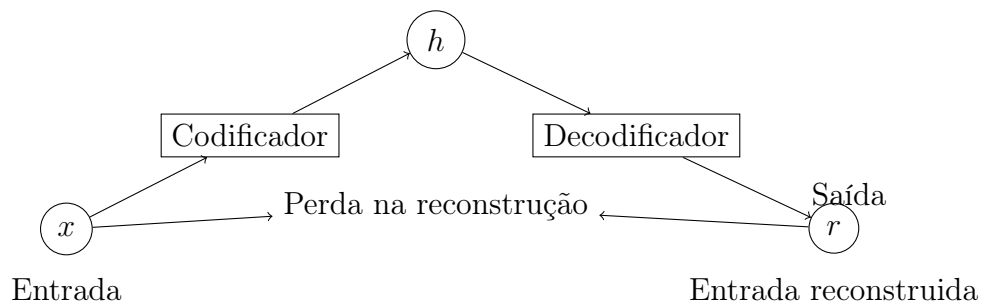 h
Codificador
Decodificador
Saída
Perda na reconstrução
x
r
Entrada
Entrada reconstruida